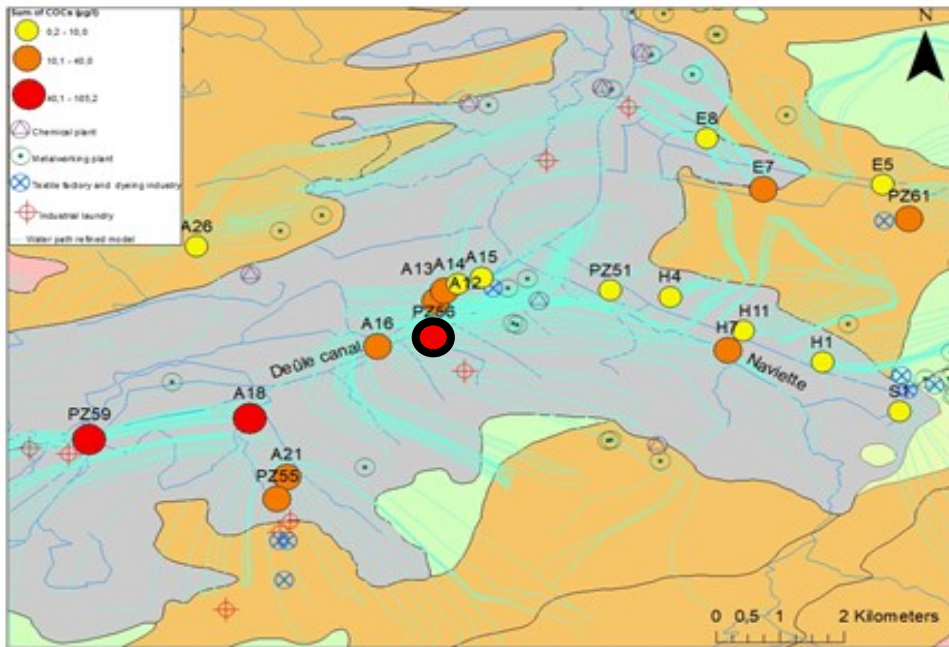 Sum of COCs (µg/l)
0,2 - 10,0
10,1 - 40,0
40,1 - 105,2
Chemical plant
Metalworking plant
Textile factory and dyeing industry
Industrial laundry
Water path refined model
N
E8
E7
E5
PZ61
A26
A13
A14
A15
A12
PZ51
H4
PZ66
A16
H11
H7
H1
Deûle canal
Naviette
A18
PZ59
S1
A21
PZ55
0 0,5 1 2 Kilometers